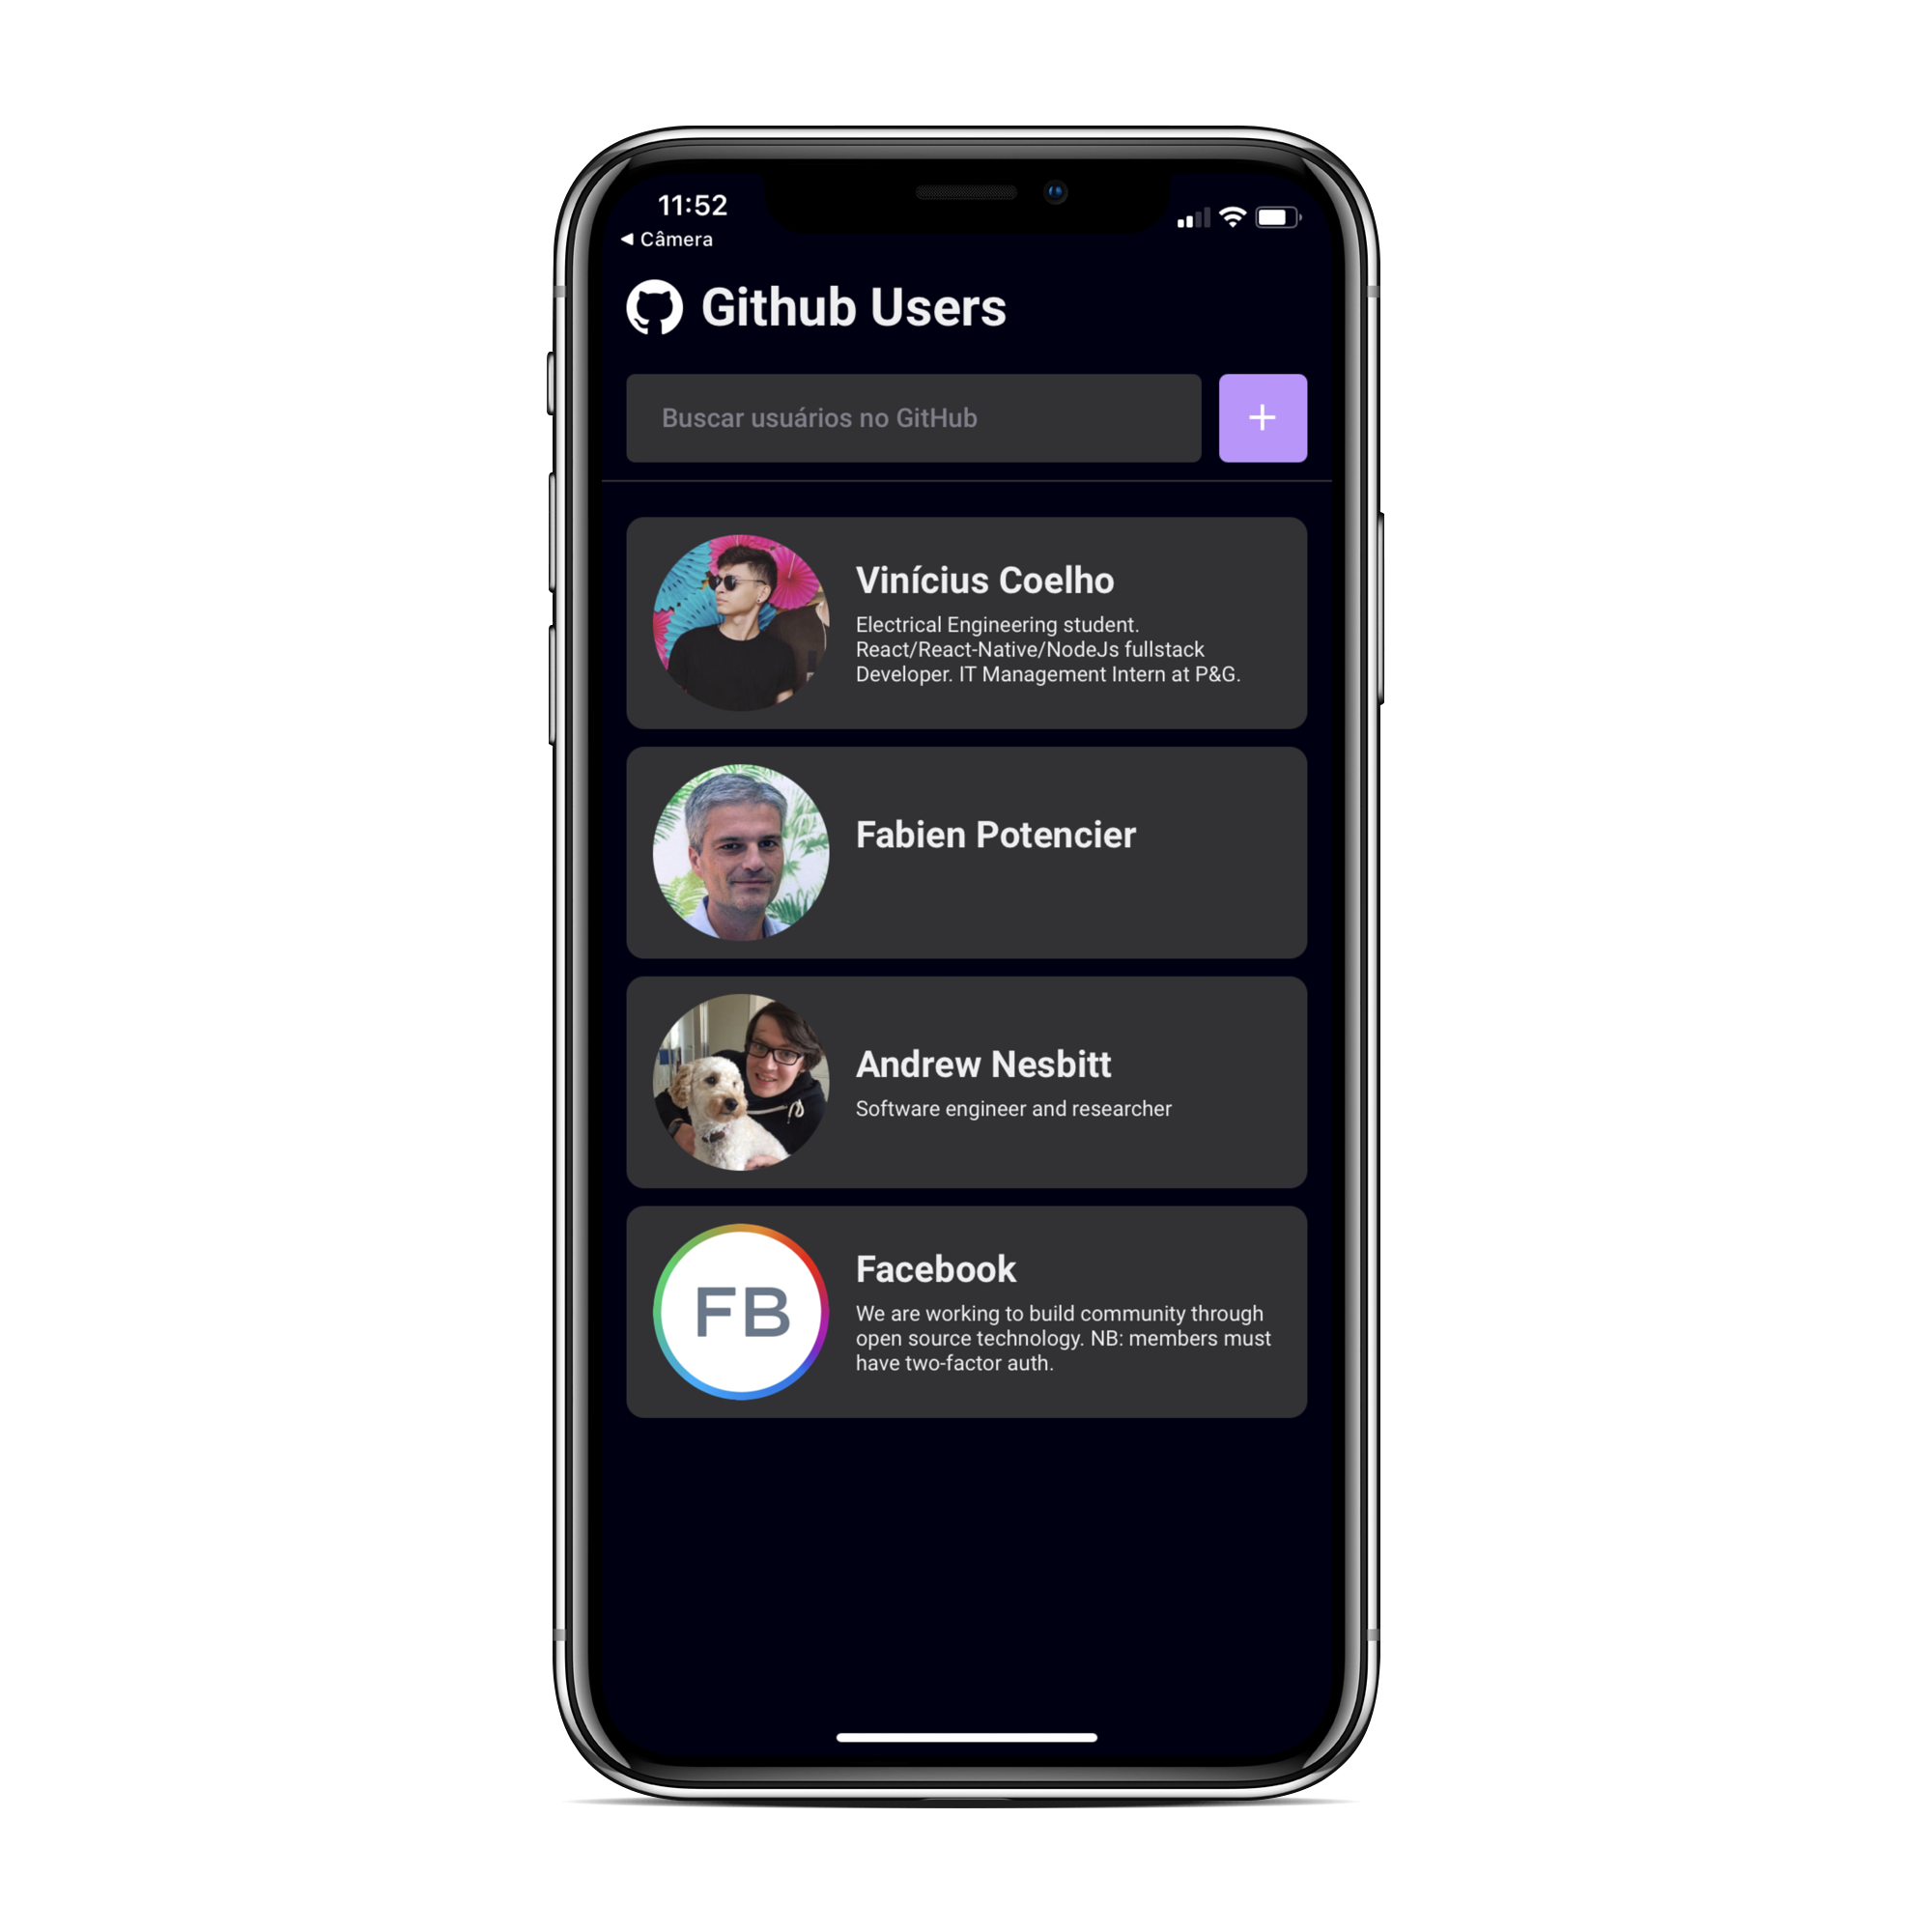 11:52
◀ Câmera
Github Users
Buscar usuários no GitHub
+
Vinícius Coelho
Electrical Engineering student.
React/React-Native/NodeJs fullstack
Developer. IT Management Intern at P&G.
Fabien Potencier
Andrew Nesbitt
Software engineer and researcher
FB
Facebook
We are working to build community through
open source technology. NB: members must
have two-factor auth.